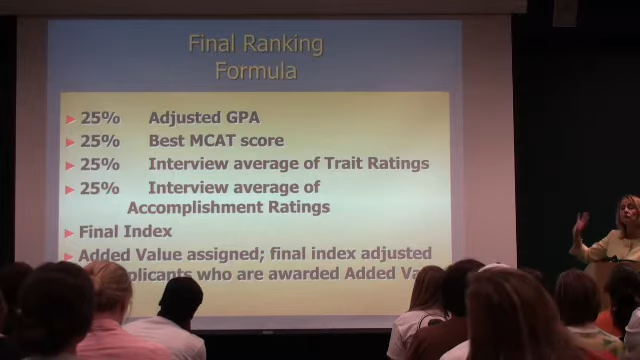 Final Ranking
Formula
25% Adjusted GPA
25% Best MCAT score
25% Interview average of Trait Ratings
25% Interview average of
Accomplishment Ratings
Final Index
Added Value assigned; final index adjusted
who are awarded Added